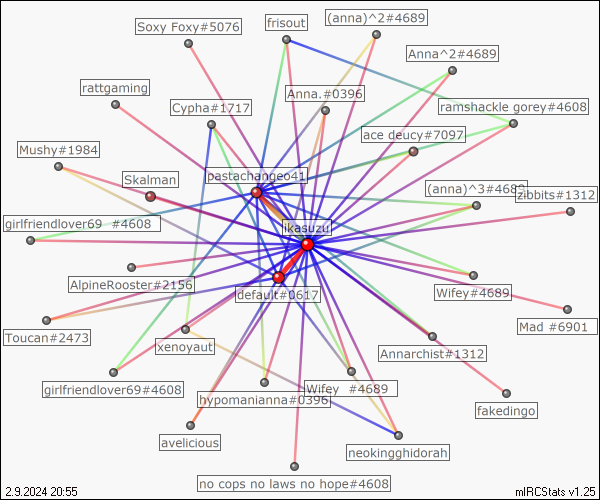 Soxy Foxy#5076
frisout
(anna)^2#4689
Anna^2#4689
rattgaming
Cypha#1717
Anna.#0396
ramshackle gorey#4608
ace deucy#7097
Mushy#1984
Skalman
pastachangeo41
(anna)^3#4689
zibbits#1312
girlfriendlover69 #4608
ikasuzu
AlpineRooster#2156
default#0617
Wifey#4689
Toucan#2473
Mad #6901
xenoyaut
Annarchist#1312
girlfriendlover69#4608
hypomanianna#0396
Wifey #4689
fakedingo
avelicious
neokingghidorah
no cops no laws no hope#4608
2.9.2024 20:55
mIRCStats v1.25